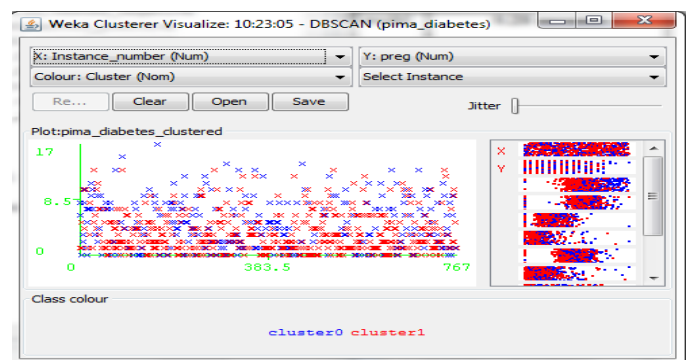 Weka Clusterer Visualize: 10:23:05 - DBSCAN (pima_diabetes)
X: Instance_number (Num)
Y: preg (Num)
Colour: Cluster (Nom)
Select Instance
Re...
Clear
Open
Save
Jitter
Plot:pima_diabetes_clustered
17
8.5
0
0
383.5
767
X
Y
Class colour
cluster0 cluster1